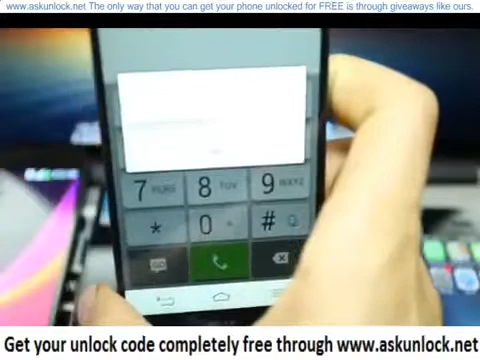 www.askunlock.net The only way that you can get your phone unlocked for FREE is through giveaways like ours.
7 PQRS 8 TUV 9 WXYZ
* 0 + #
Get your unlock code completely free through www.askunlock.net